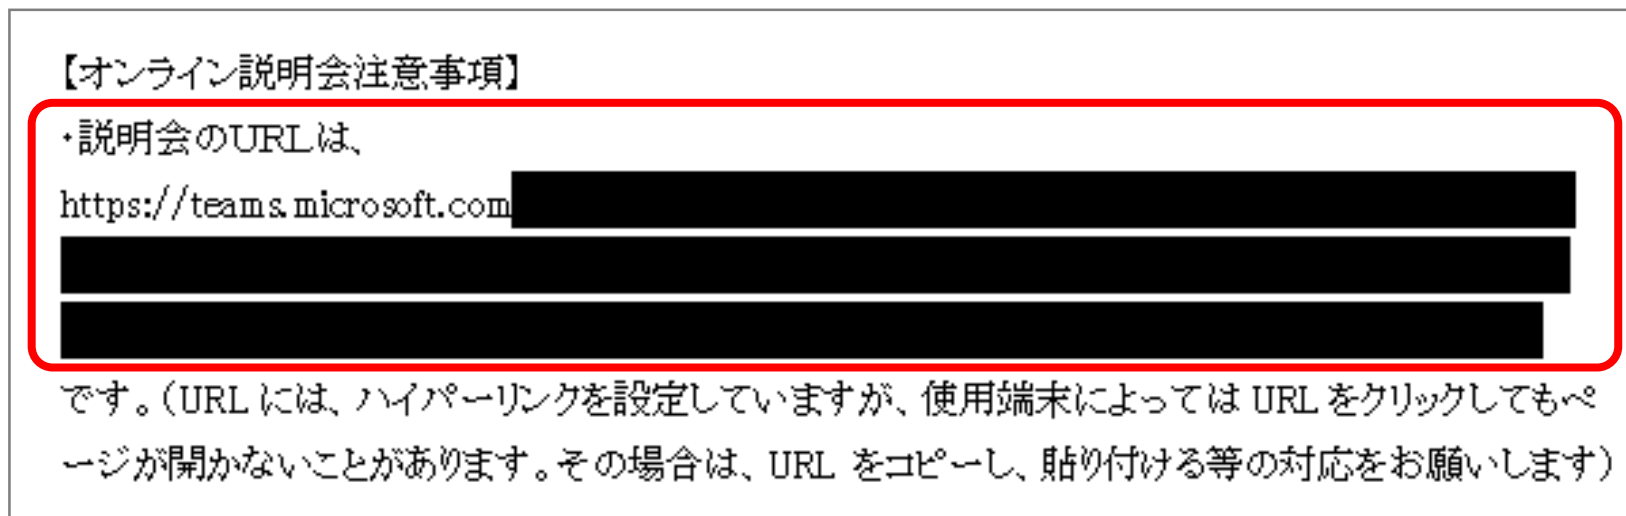 【オンライン説明会注意事項】
・説明会のURLは、
https://teams.microsoft.com
です。（URL には、ハイパーリンクを設定していますが、使用端末によっては URL をクリックしてもペ
ージが開かないことがあります。その場合は、URL をコピーし、貼り付ける等の対応をお願いします）